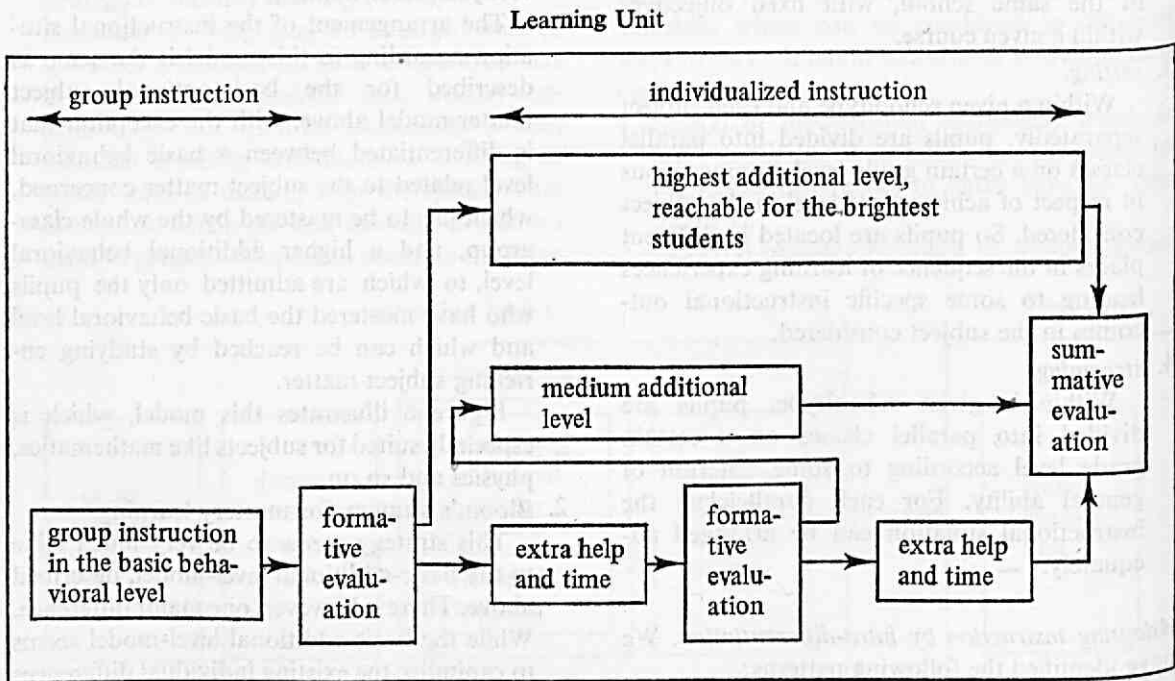 Learning Unit
group instruction
individualized instruction
highest additional level,
reachable for the brightest
students
medium additional
level
sum-
mative
evalu-
ation
group instruction
in the basic beha-
vioral level
forma-
tive
evalu-
ation
extra help
and time
forma-
tive
evalu-
ation
extra help
and time